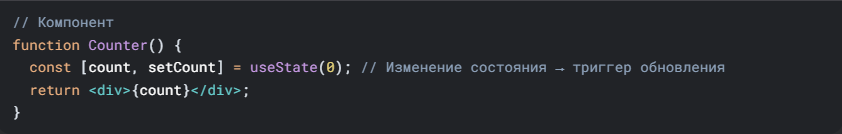 // Компонент
function Counter() {
  const [count, setCount] = useState(0); // Изменение состояния → триггер обновления
  return <div>{count}</div>;
}